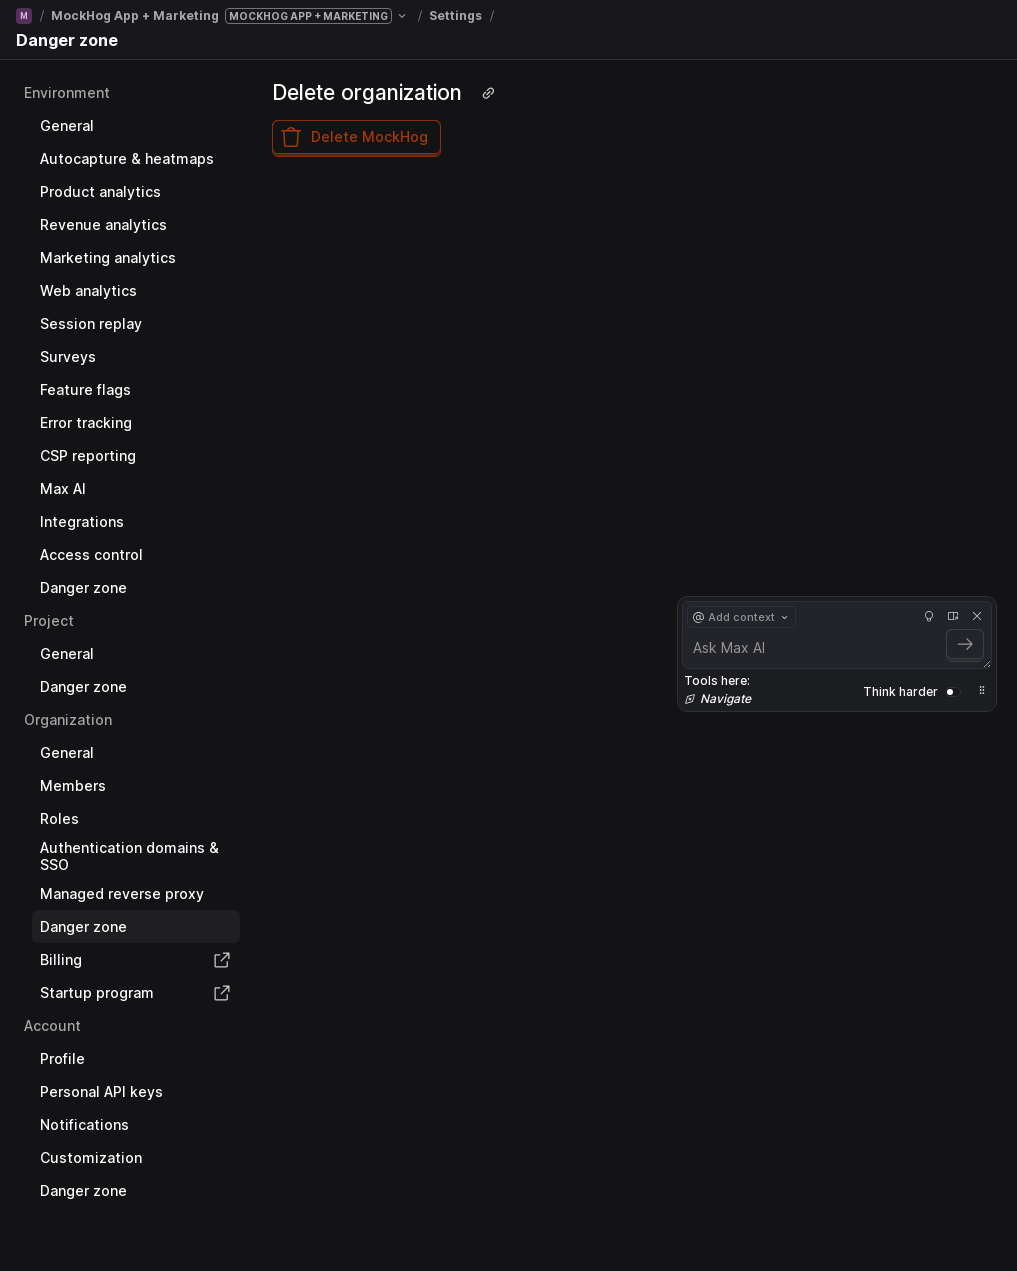 M / MockHog App + Marketing MOCKHOG APP + MARKETING / Settings /
Danger zone
Environment
General
Autocapture & heatmaps
Product analytics
Revenue analytics
Marketing analytics
Web analytics
Session replay
Surveys
Feature flags
Error tracking
CSP reporting
Max AI
Integrations
Access control
Danger zone
Project
General
Danger zone
Organization
General
Members
Roles
Authentication domains &
SSO
Managed reverse proxy
Danger zone
Billing
Startup program
Account
Profile
Personal API keys
Notifications
Customization
Danger zone
Delete organization
Delete MockHog
@ Add context
Ask Max AI
Tools here:
Navigate
Think harder